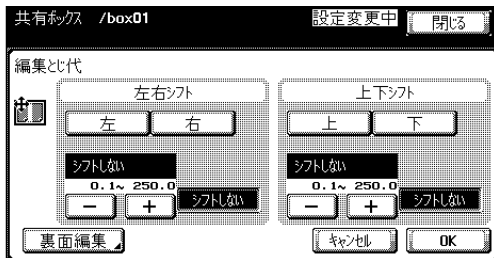 共有ボックス /box01 設定変更中 閉じる
編集とじ代
左右シフト 上下シフト
左 右 上 下
シフトしない シフトしない
0.1~ 250.0 0.1~ 250.0
- + シフトしない - + シフトしない
裏面編集 キャンセル OK